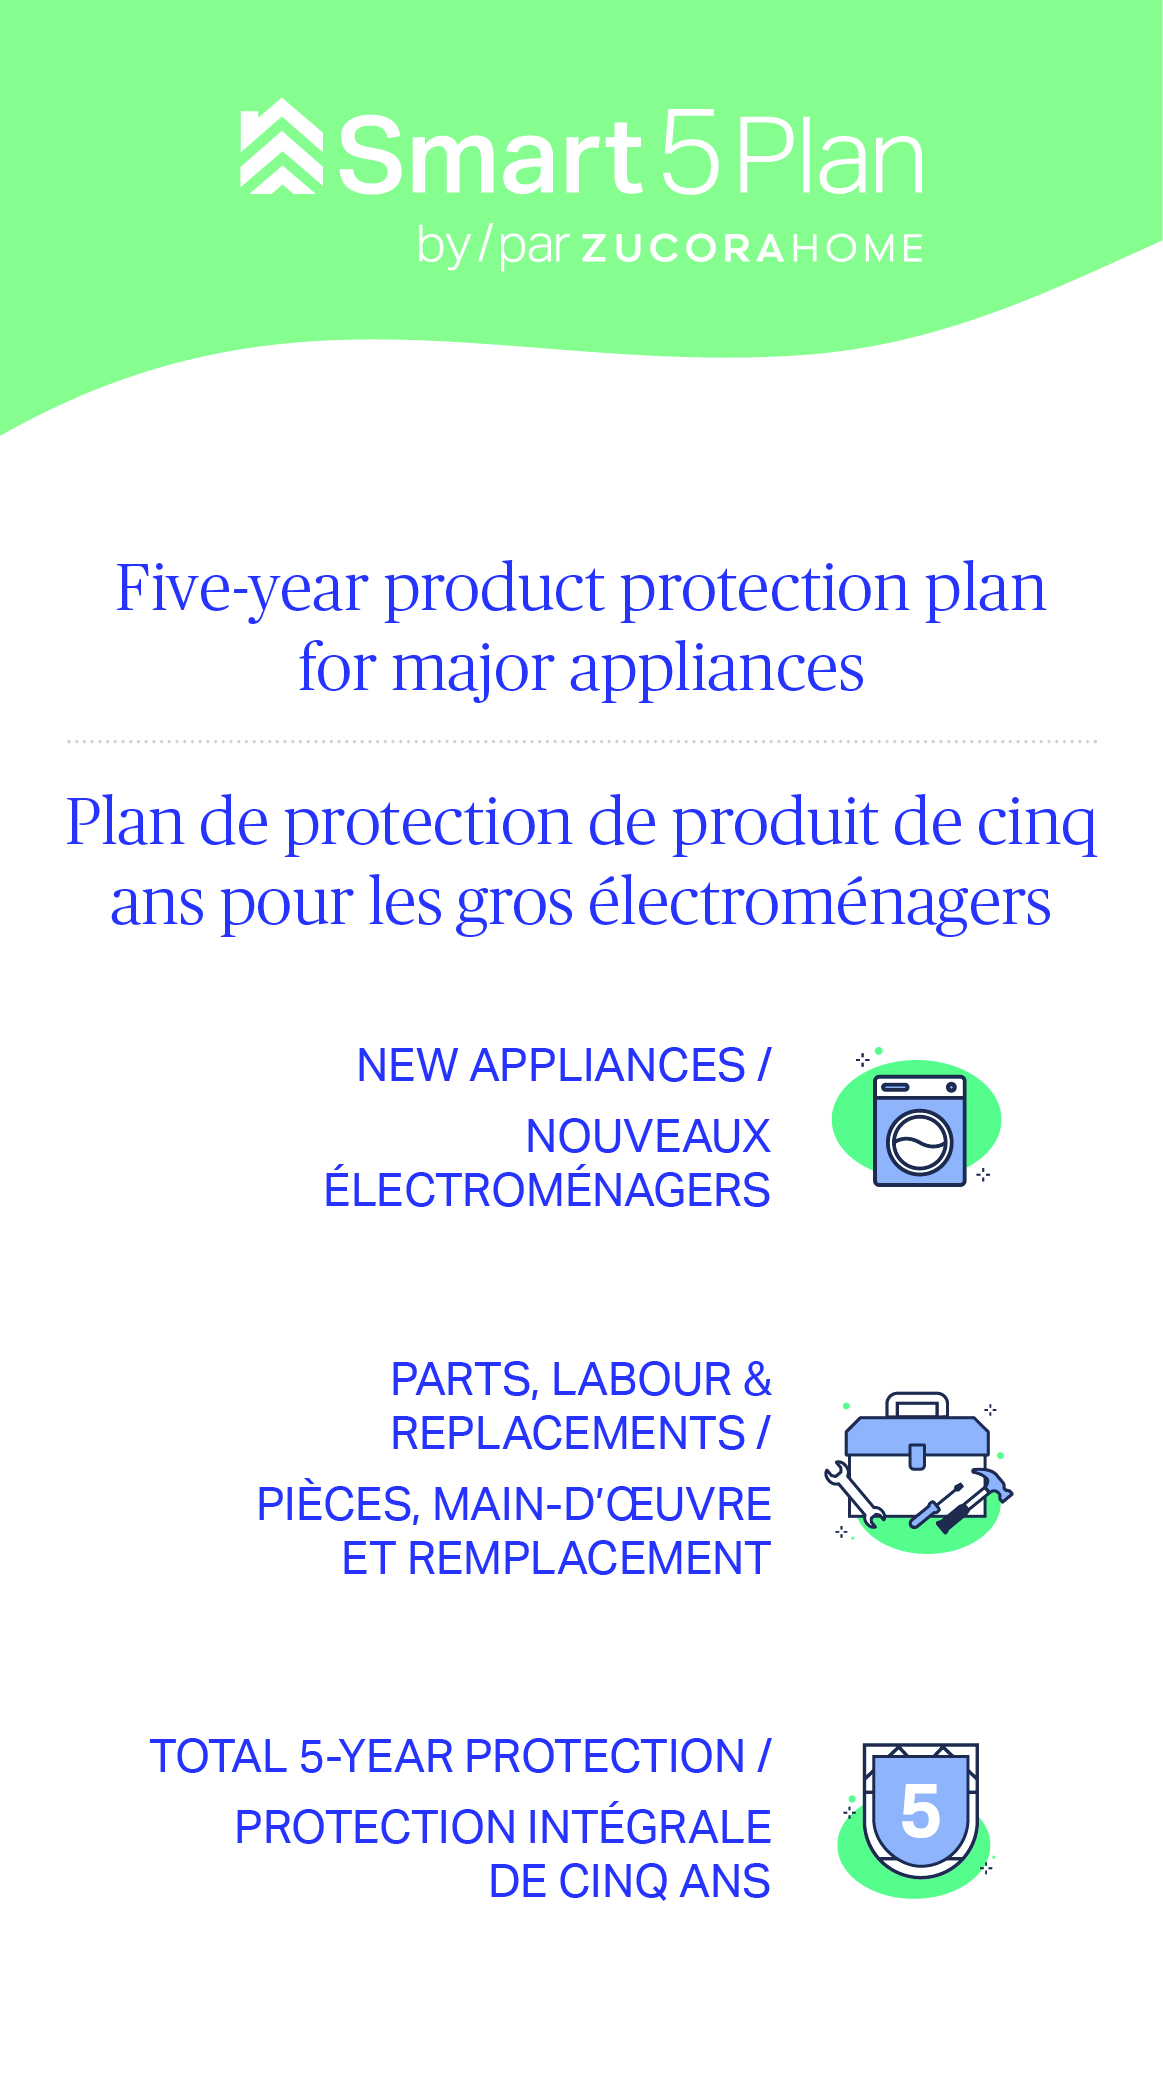 Smart 5 Plan
by/par ZUCORAHOME
Five-year product protection plan
for major appliances
Plan de protection de produit de cinq
ans pour les gros électroménagers
NEW APPLIANCES /
NOUVEAUX
ÉLECTROMÉNAGERS
PARTS, LABOUR &
REPLACEMENTS /
PIÈCES, MAIN-D’ŒUVRE
ET REMPLACEMENT
TOTAL 5-YEAR PROTECTION /
PROTECTION INTÉGRALE
DE CINQ ANS
5